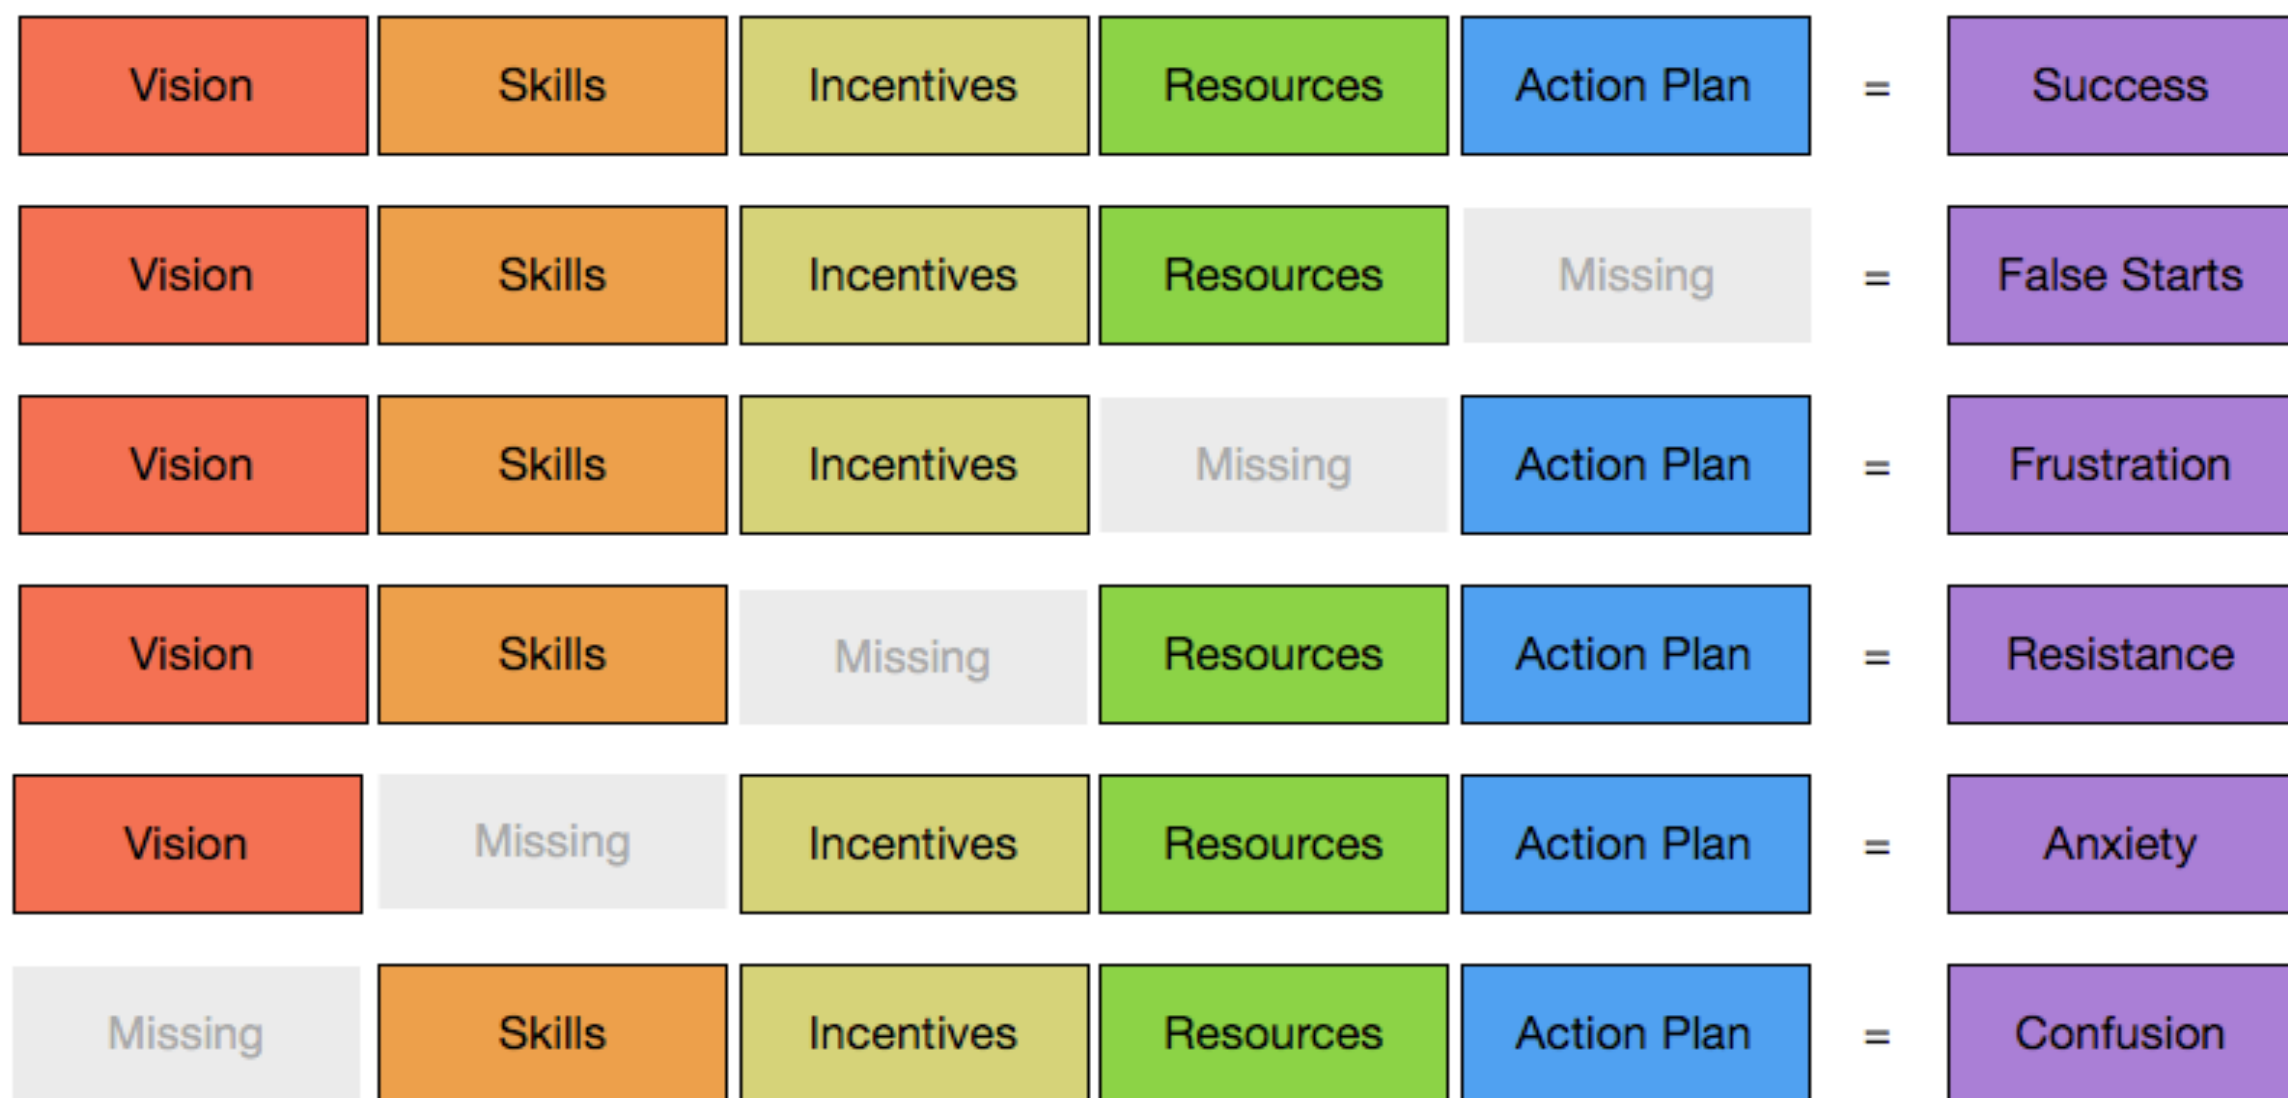 Vision Skills Incentives Resources Action Plan = Success
Vision Skills Incentives Resources Missing = False Starts
Vision Skills Incentives Missing Action Plan = Frustration
Vision Skills Missing Resources Action Plan = Resistance
Vision Missing Incentives Resources Action Plan = Anxiety
Missing Skills Incentives Resources Action Plan = Confusion